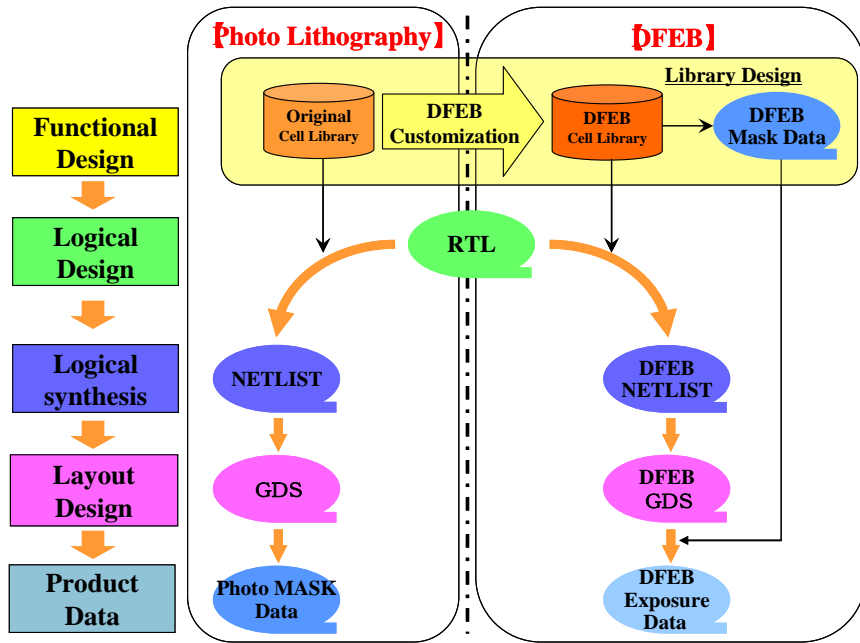 【Photo Lithography】
【DFEB】
Library Design
Original
Cell Library
DFEB
Customization
DFEB
Cell Library
DFEB
Mask Data
Functional
Design
Logical
Design
RTL
Logical
synthesis
NETLIST
DFEB
NETLIST
Layout
Design
GDS
DFEB
GDS
Product
Data
Photo MASK
Data
DFEB
Exposure
Data